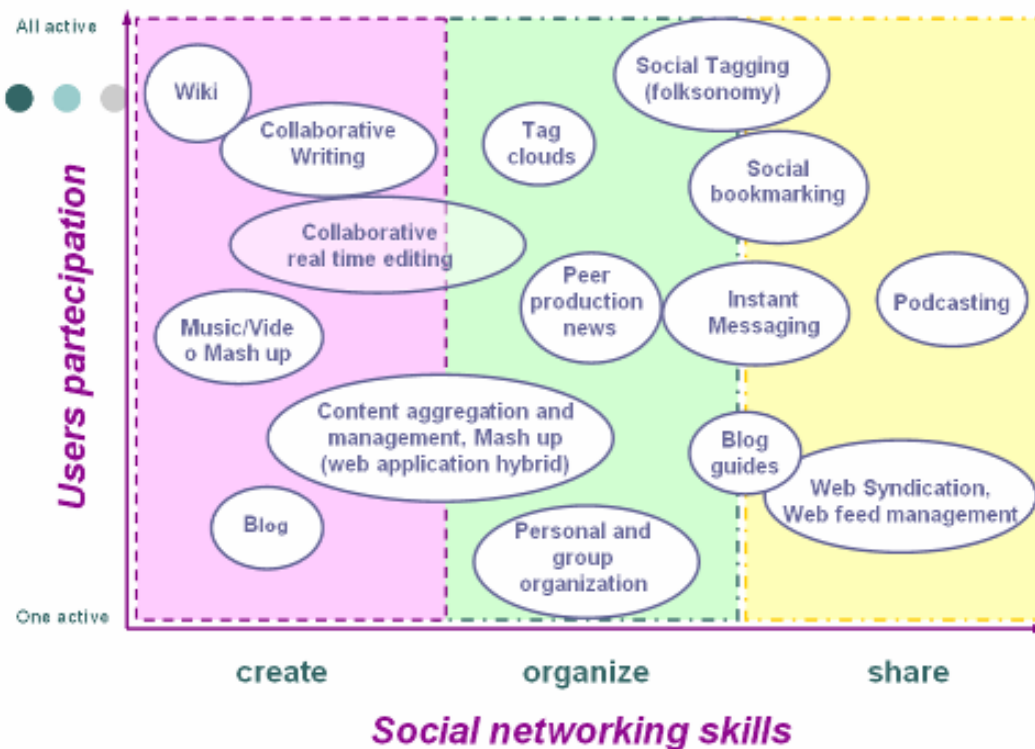 All active
Wiki
Social Tagging
(folksonomy)
Collaborative
Writing
Tag
clouds
Social
bookmarking
Collaborative
real time editing
Peer
production
news
Instant
Messaging
Podcasting
Music/Vide
o Mash up
Content aggregation and
management, Mash up
(web application hybrid)
Blog
guides
Web Syndication,
Web feed management
Blog
Personal and
group
organization
Users partecipation
One active
create
organize
share
Social networking skills